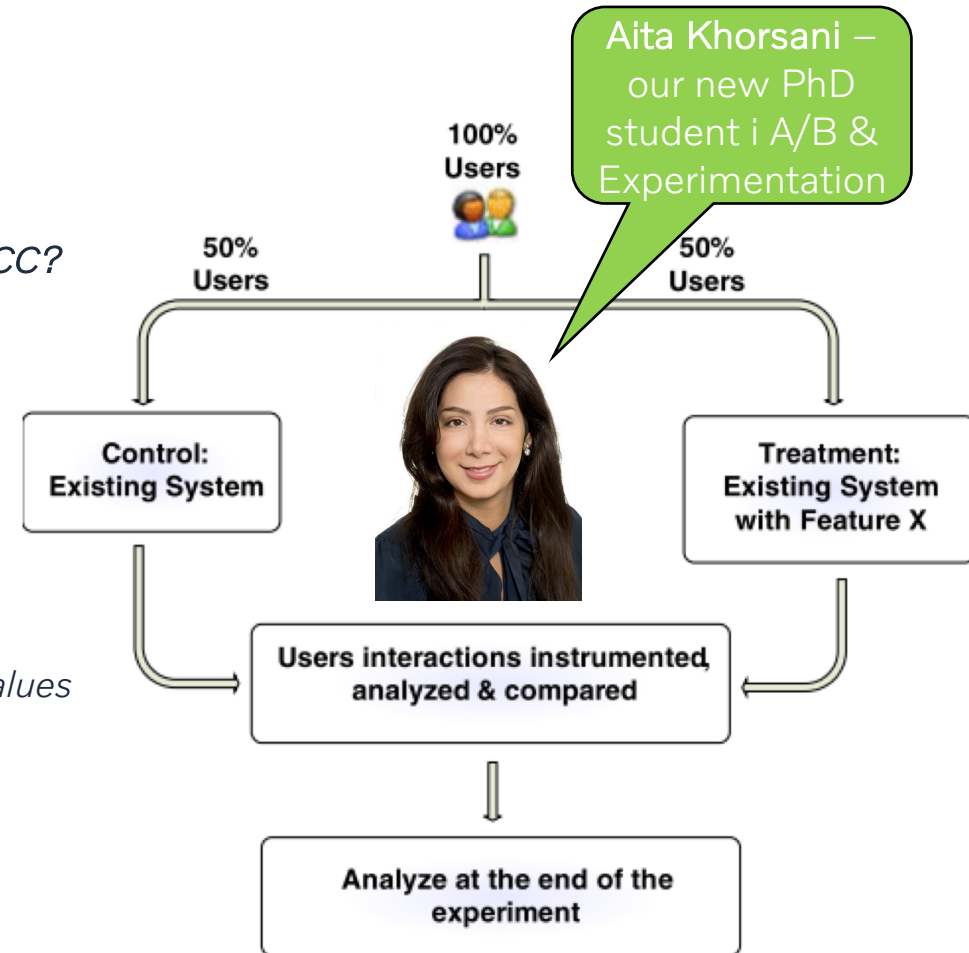 Aita Khorsani –
our new PhD
student i A/B &
Experimentation
100%
Users
CC?
50%
Users
50%
Users
Control:
Existing System
Treatment:
Existing System
with Feature X
Users interactions instrumented,
analyzed & compared
alues
Analyze at the end of the
experiment